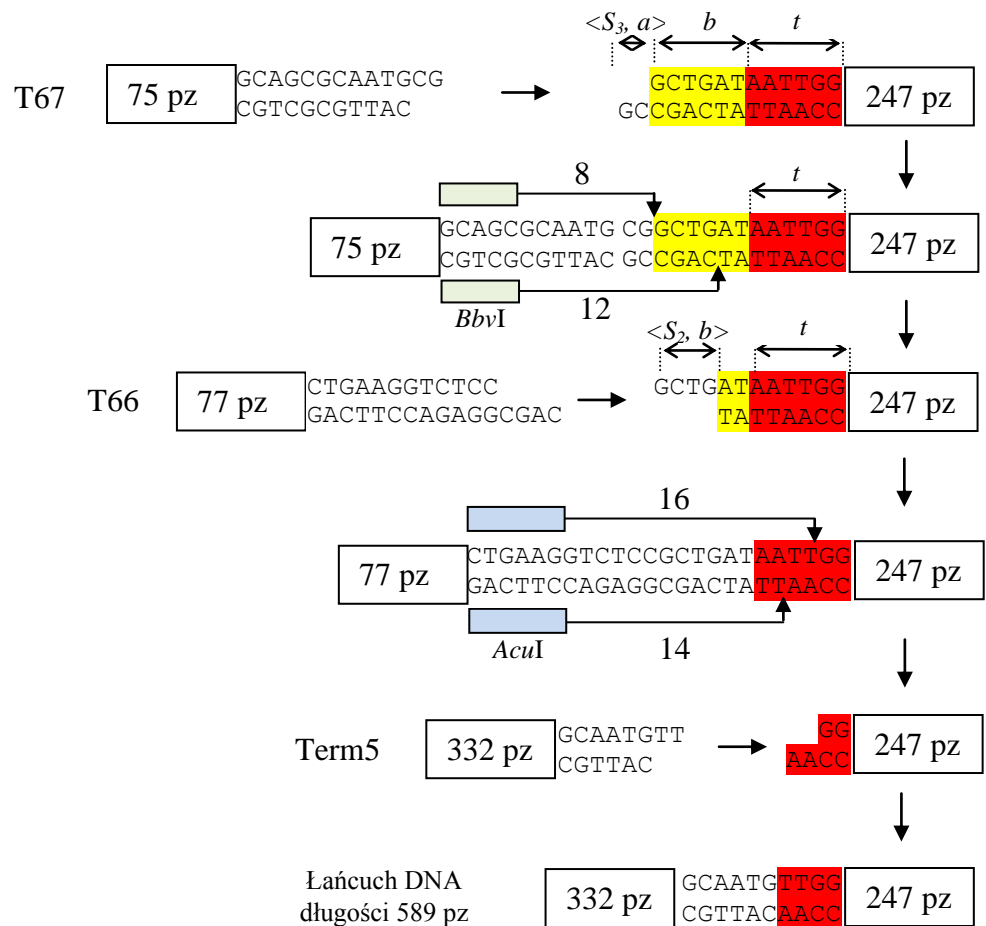 <S3, a> b t
T67 75 pz GCAGCGCAATGCG GCTGATAATTGG 247 pz
CGTCGCGTTAC GCCGACTATTAACC
8 t
75 pz GCAGCGCAATG CGGCTGATAATTGG 247 pz
CGTCGCGTTAC GCCGACTATTAACC
BbvI 12
<S2, b> t
T66 77 pz CTGAAGGTCTCC GCTGATAATTGG 247 pz
GACTTCCAGAGGCGAC TATTAACC
16
77 pz CTGAAGGTCTCCGCTGATAATTGG 247 pz
GACTTCCAGAGGCGACTATTAACC
AcuI 14
Term5 332 pz GCAATGTT GG 247 pz
CGTTAC AACC
Łańcuch DNA 332 pz GCAATGTTGG 247 pz
długości 589 pz CGTTACAACC